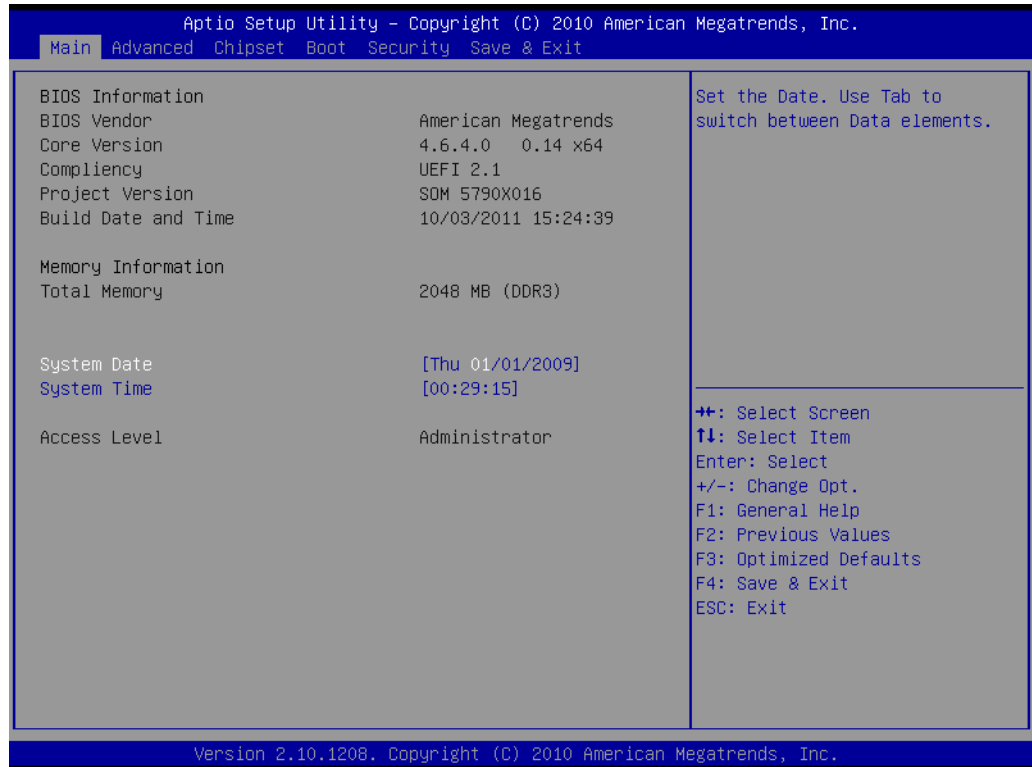 Aptio Setup Utility – Copyright (C) 2010 American Megatrends, Inc.
Main Advanced Chipset Boot Security Save & Exit
BIOS Information
BIOS Vendor American Megatrends
Core Version 4.6.4.0 0.14 x64
Compliency UEFI 2.1
Project Version SOM 5790X016
Build Date and Time 10/03/2011 15:24:39
Memory Information
Total Memory 2048 MB (DDR3)
System Date [Thu 01/01/2009]
System Time [00:29:15]
Access Level Administrator
Set the Date. Use Tab to
switch between Data elements.
→←: Select Screen
↑↓: Select Item
Enter: Select
+/-: Change Opt.
F1: General Help
F2: Previous Values
F3: Optimized Defaults
F4: Save & Exit
ESC: Exit
Version 2.10.1208. Copyright (C) 2010 American Megatrends, Inc.